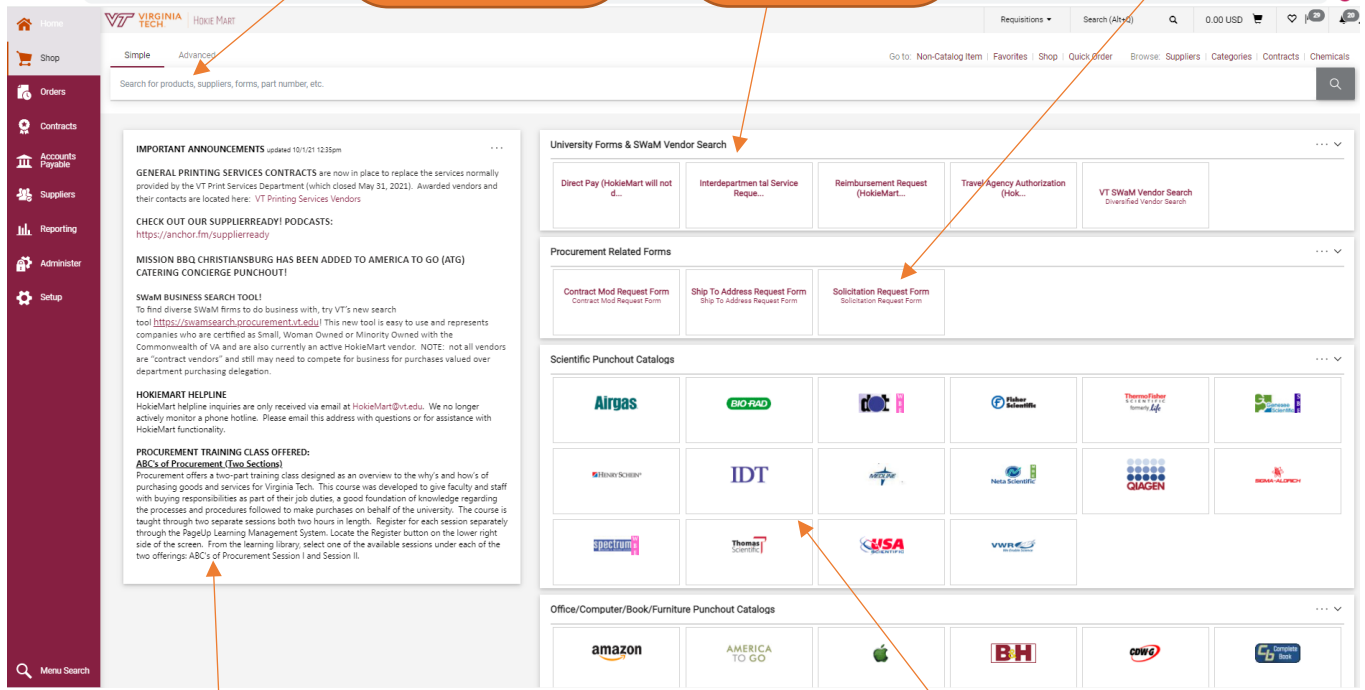 Home
VT VIRGINIA TECH HOKIE MART
Requisitions
Search (Alt+Q)
0.00 USD
29
20
Shop
Orders
Contracts
Accounts Payable
Suppliers
Reporting
Administer
Setup
Menu Search
Simple Advanced
Go to: Non-Catalog Item | Favorites | Shop | Quick Order Browse: Suppliers | Categories | Contracts | Chemicals
Search for products, suppliers, forms, part number, etc.
IMPORTANT ANNOUNCEMENTS updated 10/1/21 12:35pm
GENERAL PRINTING SERVICES CONTRACTS are now in place to replace the services normally
provided by the VT Print Services Department (which closed May 31, 2021). Awarded vendors and
their contacts are located here: VT Printing Services Vendors
CHECK OUT OUR SUPPLIERREADY! PODCASTS:
https://anchor.fm/supplierready
MISSION BBQ CHRISTIANSBURG HAS BEEN ADDED TO AMERICA TO GO (ATG)
CATERING CONCIERGE PUNCHOUT!
SWaM BUSINESS SEARCH TOOL!
To find diverse SWaM firms to do business with, try VT's new search
tool https://swamsearch.procurement.vt.edu! This new tool is easy to use and represents
companies who are certified as Small, Woman Owned or Minority Owned with the
Commonwealth of VA and are also currently an active HokieMart vendor. NOTE: not all vendors
are "contract vendors" and still may need to compete for business for purchases valued over
department purchasing delegation.
HOKIEMART HELPLINE
HokieMart helpline inquiries are only received via email at HokieMart@vt.edu. We no longer
actively monitor a phone hotline. Please email this address with questions or for assistance with
HokieMart functionality.
PROCUREMENT TRAINING CLASS OFFERED:
ABC's of Procurement (Two Sections)
Procurement offers a two-part training class designed as an overview to the why's and how's of
purchasing goods and services for Virginia Tech. This course was developed to give faculty and staff
with buying responsibilities as part of their job duties, a good foundation of knowledge regarding
the processes and procedures followed to make purchases on behalf of the university. The course is
taught through two separate sessions both two hours in length. Register for each session separately
through the PageUp Learning Management System. Locate the Register button on the lower right
side of the screen. From the learning library, select one of the available sessions under each of the
two offerings: ABC's of Procurement Session I and Session II.
University Forms & SWaM Vendor Search
Direct Pay (HokieMart will not d...
Interdepartmen tal Service Reque...
Reimbursement Request (HokieMart...
Travel Agency Authorization (Hok...
VT SWaM Vendor Search
Diversified Vendor Search
Procurement Related Forms
Contract Mod Request Form
Contract Mod Request Form
Ship To Address Request Form
Ship To Address Request Form
Solicitation Request Form
Solicitation Request Form
Scientific Punchout Catalogs
Airgas
BIO-RAD
dot
Fisher Scientific
ThermoFisher SCIENTIFIC formerly Life
Genesee Scientific
HENRY SCHEIN
IDT
MEDLINE
Neta Scientific
QIAGEN
SIGMA-ALDRICH
spectrum
Thomas Scientific
USA SCIENTIFIC
VWR
Office/Computer/Book/Furniture Punchout Catalogs
amazon
AMERICA TO GO
B&H
CDWG
Complete Book